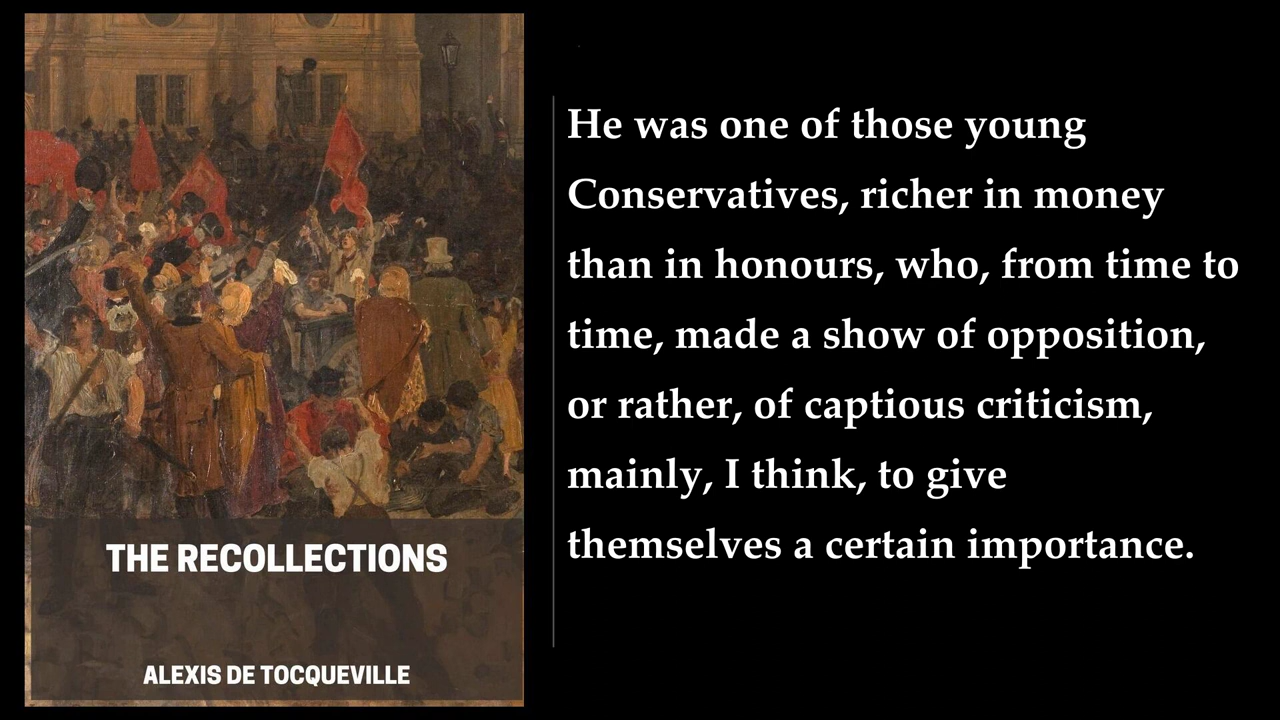 THE RECOLLECTIONS
ALEXIS DE TOCQUEVILLE
He was one of those young
Conservatives, richer in money
than in honours, who, from time to
time, made a show of opposition,
or rather, of captious criticism,
mainly, I think, to give
themselves a certain importance.